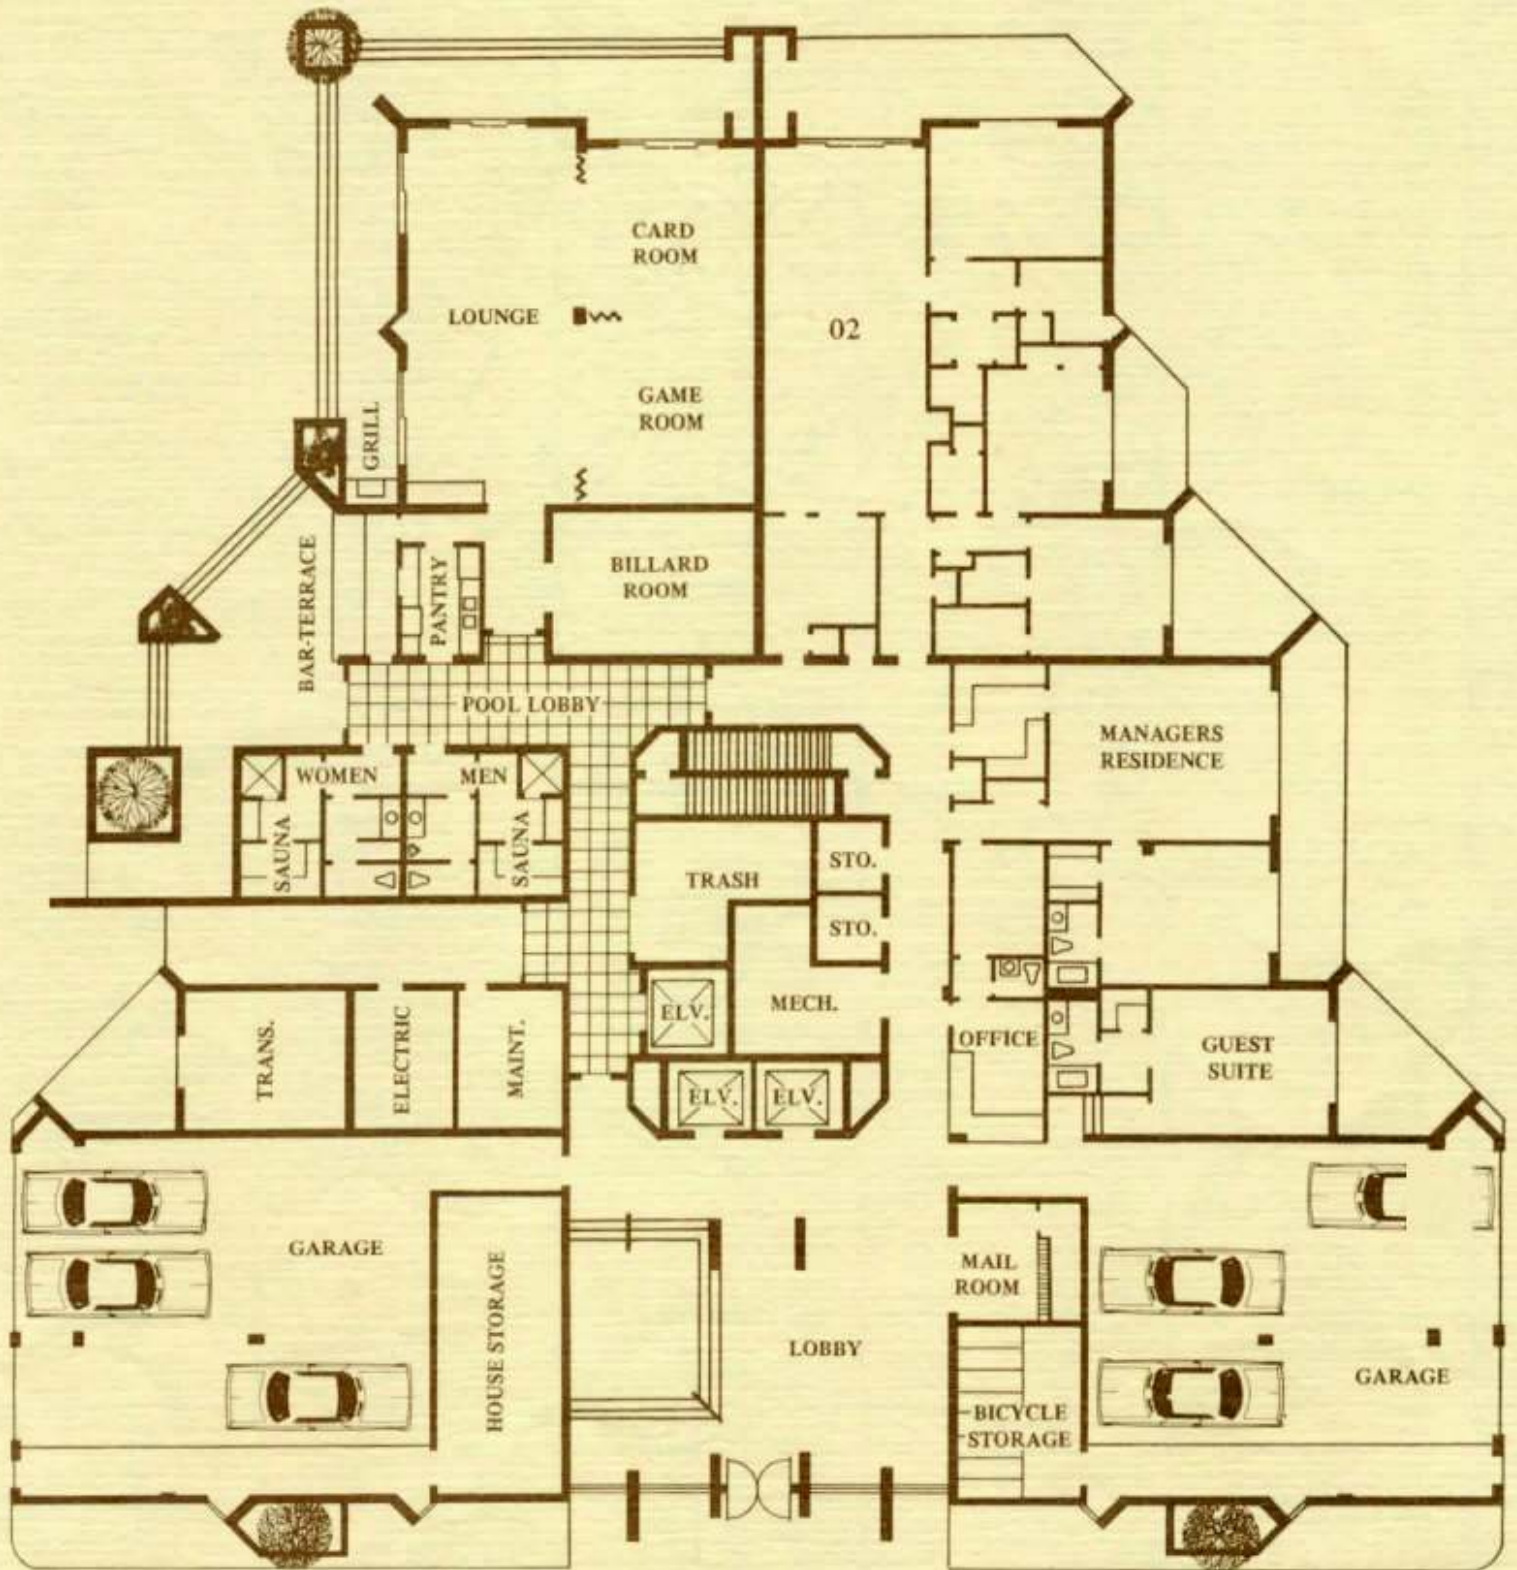 CARD
ROOM
LOUNGE
02
GAME
ROOM
GRILL
BILLARD
ROOM
PANTRY
BAR-TERRACE
POOL LOBBY
MANAGERS
RESIDENCE
WOMEN
MEN
SAUNA
SAUNA
STO.
TRASH
STO.
ELV.
MECH.
OFFICE
GUEST
SUITE
TRANS.
ELECTRIC
MAINT.
ELV.
ELV.
GARAGE
HOUSE STORAGE
MAIL
ROOM
LOBBY
GARAGE
BICYCLE
STORAGE